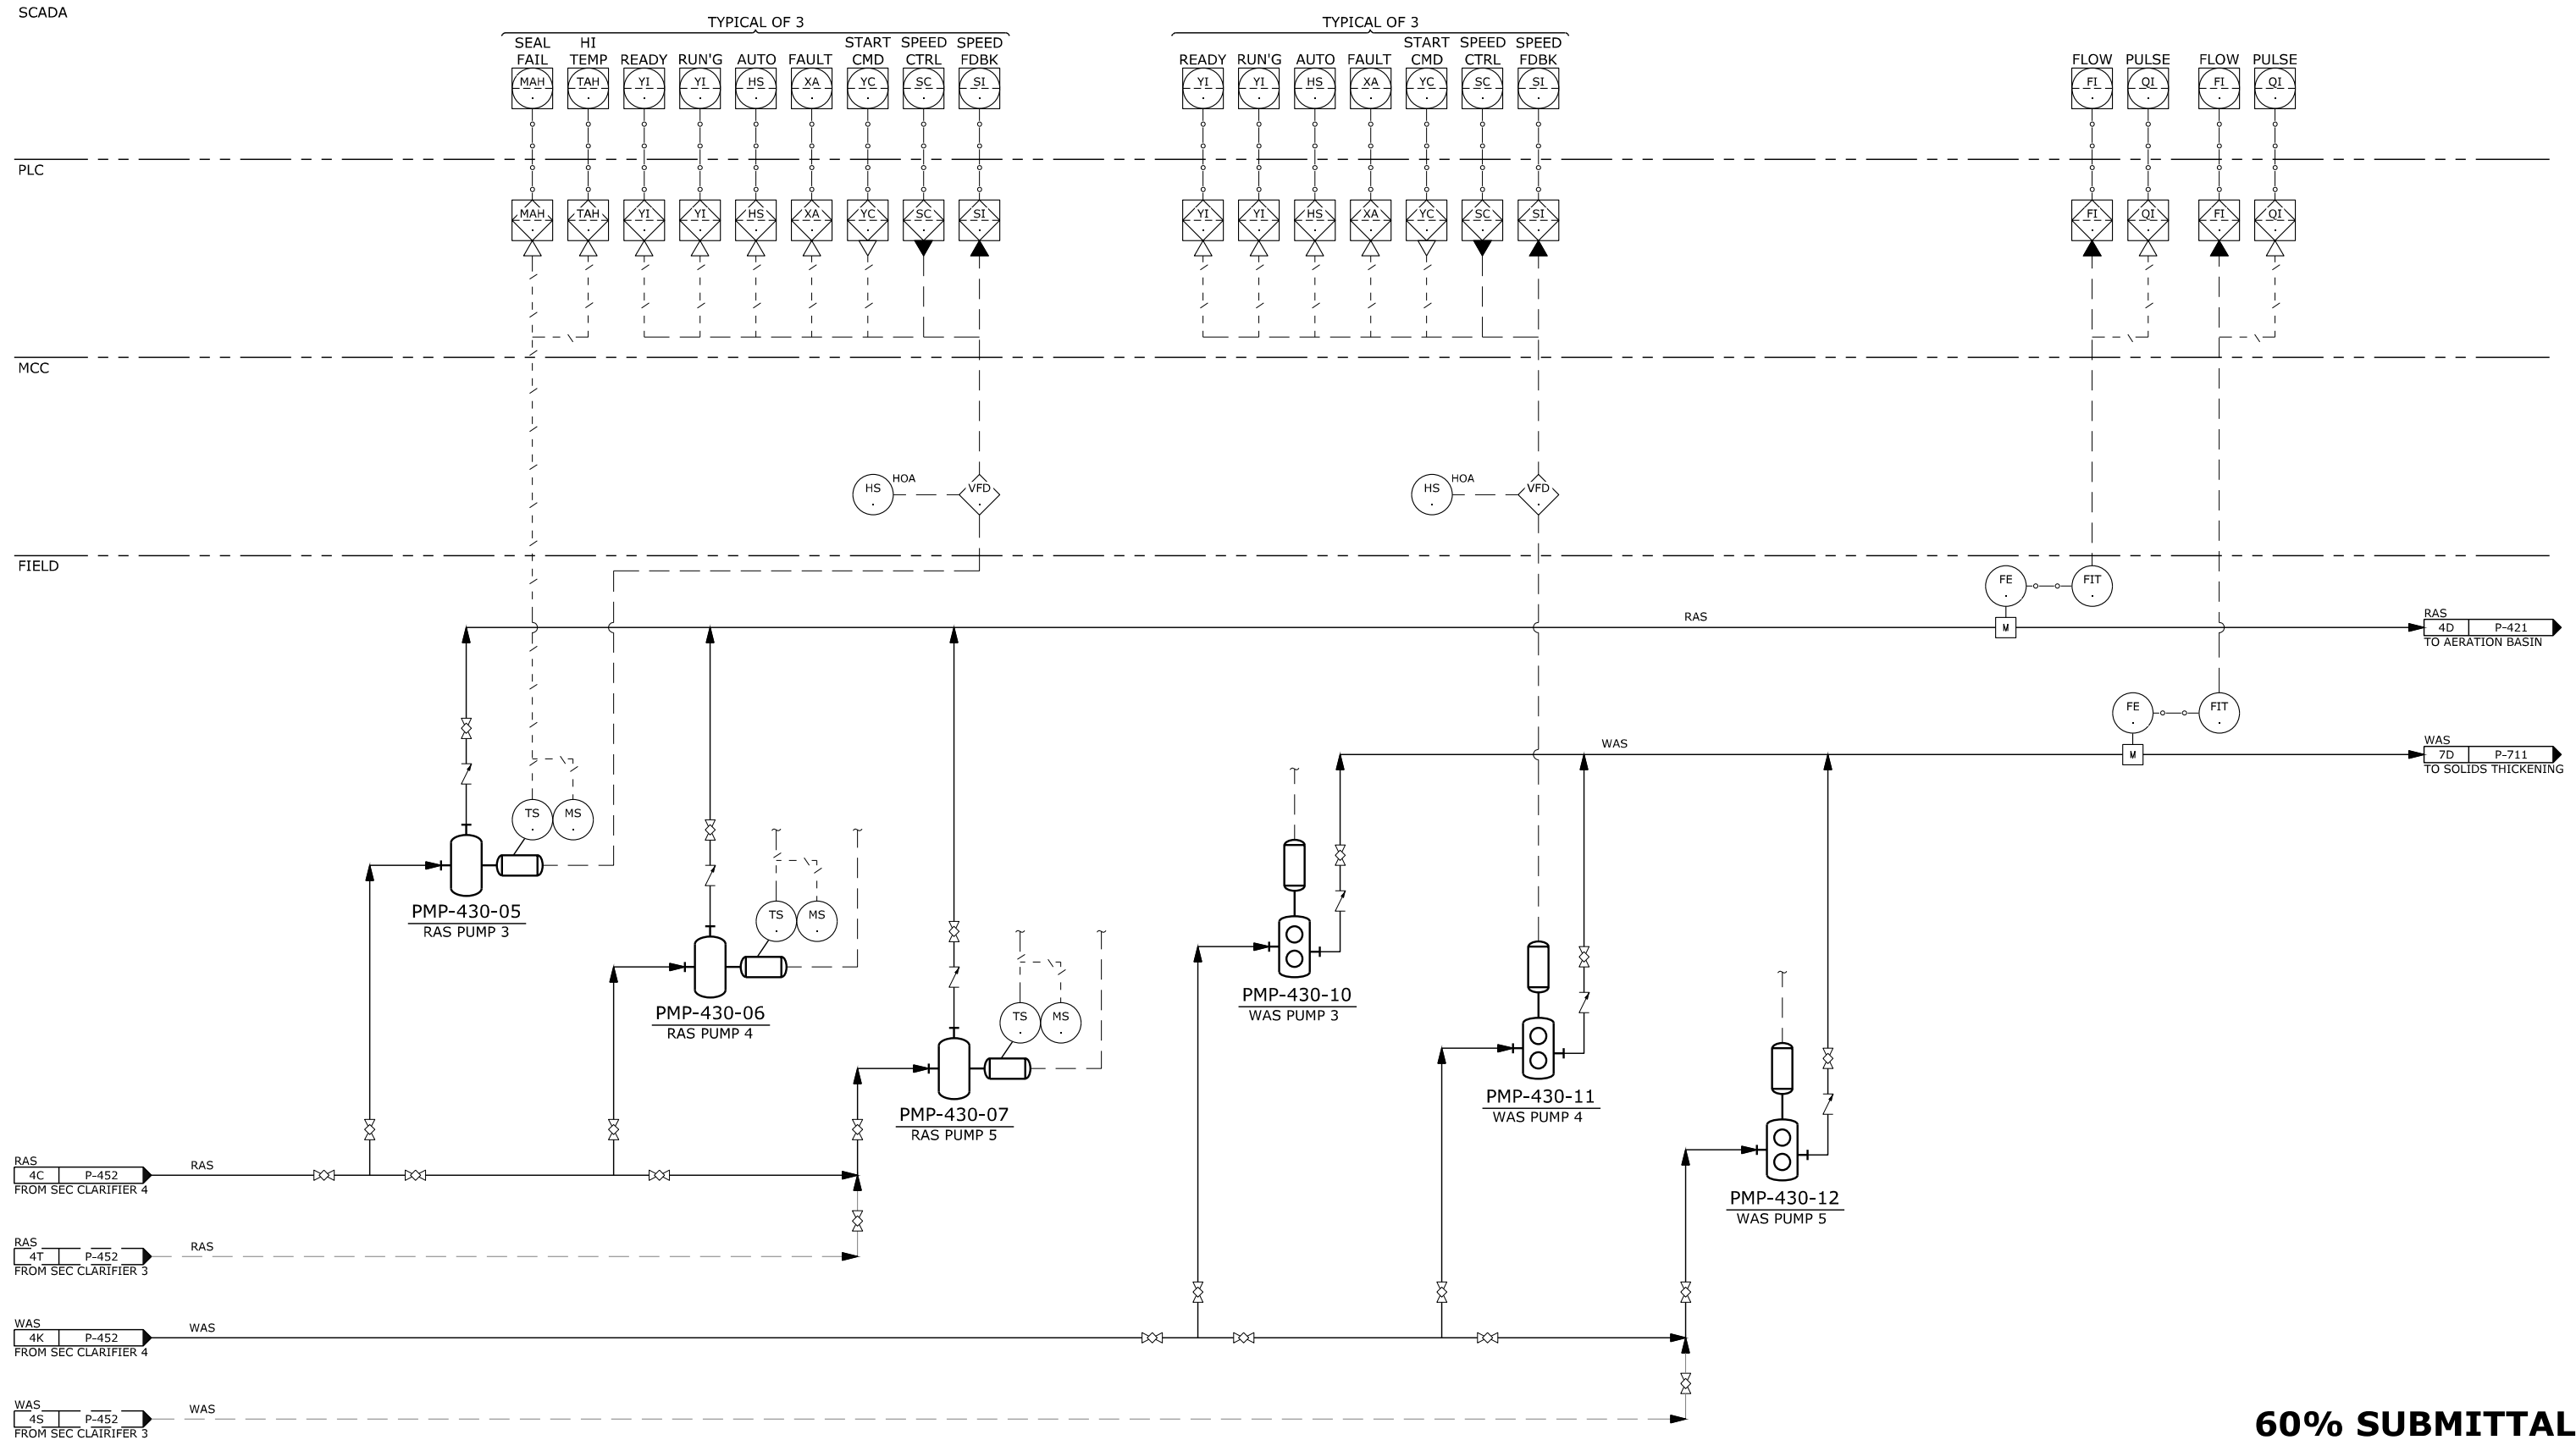 SCADA
TYPICAL OF 3
TYPICAL OF 3
SEAL FAIL
HI TEMP
READY
RUN'G
AUTO
FAULT
START CMD
SPEED CTRL
SPEED FDBK
READY
RUN'G
AUTO
FAULT
START CMD
SPEED CTRL
SPEED FDBK
FLOW
PULSE
FLOW
PULSE
MAH TAH YI YI HS XA YC SC SI
YI YI HS XA YC SC SI
FI QI FI QI
PLC
MAH TAH YI YI HS XA YC SC SI
YI YI HS XA YC SC SI
FI QI FI QI
MCC
HS HOA VFD
HS HOA VFD
FIELD
FE FIT
RAS
M
RAS
4D P-421
TO AERATION BASIN
FE FIT
WAS
M
WAS
7D P-711
TO SOLIDS THICKENING
TS MS
PMP-430-05
RAS PUMP 3
TS MS
PMP-430-06
RAS PUMP 4
TS MS
PMP-430-07
RAS PUMP 5
PMP-430-10
WAS PUMP 3
PMP-430-11
WAS PUMP 4
PMP-430-12
WAS PUMP 5
RAS
4C P-452
FROM SEC CLARIFIER 4
RAS
RAS
4T P-452
FROM SEC CLARIFIER 3
RAS
WAS
4K P-452
FROM SEC CLARIFIER 4
WAS
WAS
4S P-452
FROM SEC CLAIRIFIER 3
WAS
60% SUBMITTAL